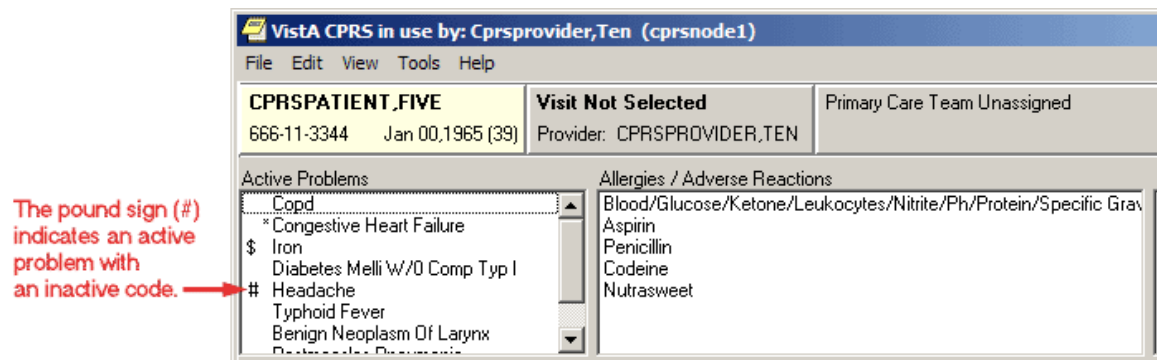 VistA CPRS in use by: Cprsprovider,Ten (cprsnode1)
File Edit View Tools Help
CPRSPATIENT,FIVE
666-11-3344 Jan 00,1965 (39)
Visit Not Selected
Provider: CPRSPROVIDER,TEN
Primary Care Team Unassigned
The pound sign (#)
indicates an active
problem with
an inactive code.
Active Problems
Copd
*Congestive Heart Failure
$ Iron
Diabetes Melli W/0 Comp Typ I
# Headache
Typhoid Fever
Benign Neoplasm Of Larynx
Allergies / Adverse Reactions
Blood/Glucose/Ketone/Leukocytes/Nitrite/Ph/Protein/Specific Grav
Aspirin
Penicillin
Codeine
Nutrasweet